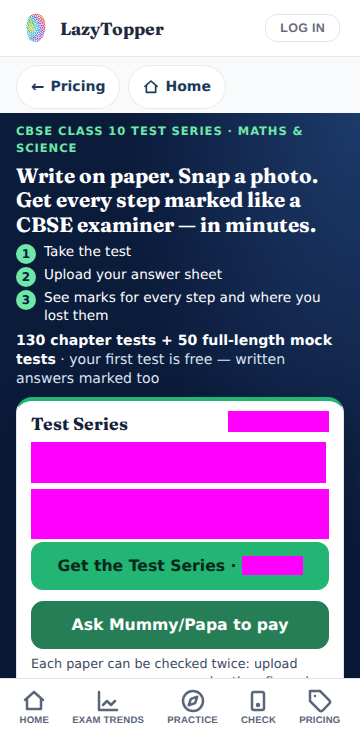 LazyTopper
LOG IN
← Pricing
Home
CBSE CLASS 10 TEST SERIES · MATHS &
SCIENCE
Write on paper. Snap a photo.
Get every step marked like a
CBSE examiner — in minutes.
1 Take the test
2 Upload your answer sheet
3 See marks for every step and where you
lost them
130 chapter tests + 50 full-length mock
tests · your first test is free — written
answers marked too
Test Series
Get the Test Series ·
Ask Mummy/Papa to pay
Each paper can be checked twice: upload
HOME
EXAM TRENDS
PRACTICE
CHECK
PRICING